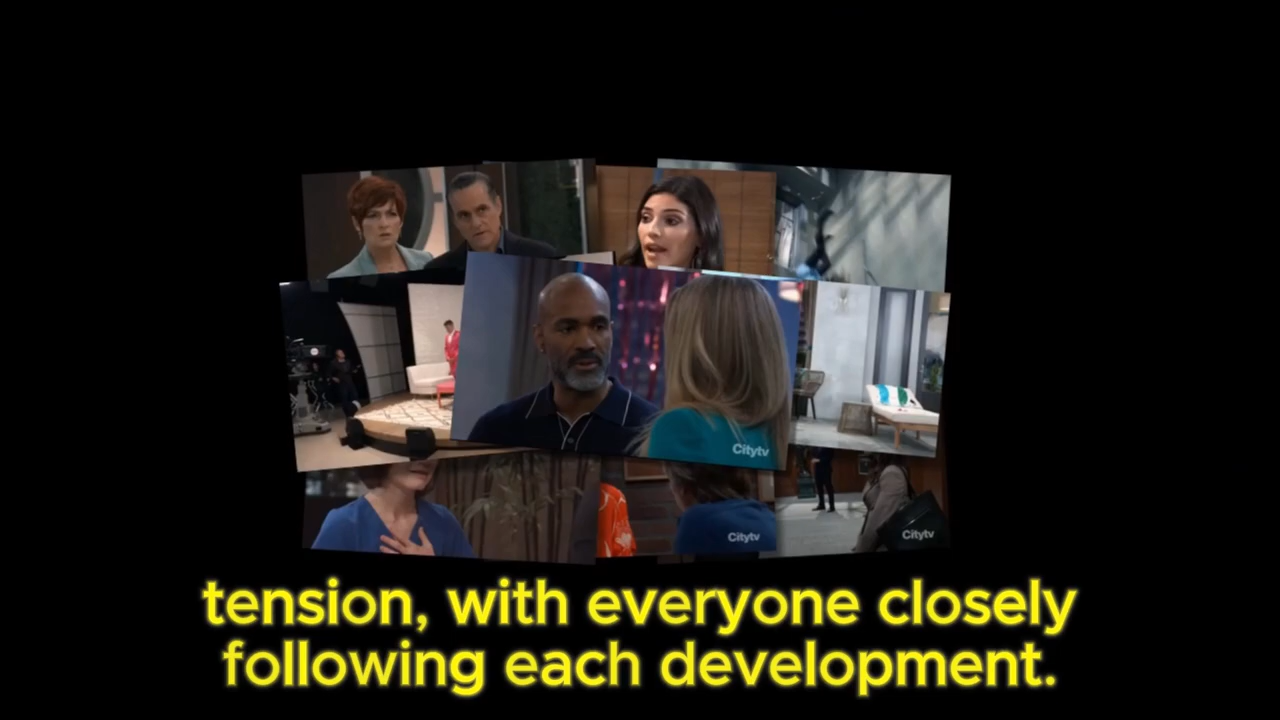 Citytv
Citytv
Citytv
tension, with everyone closely
following each development.